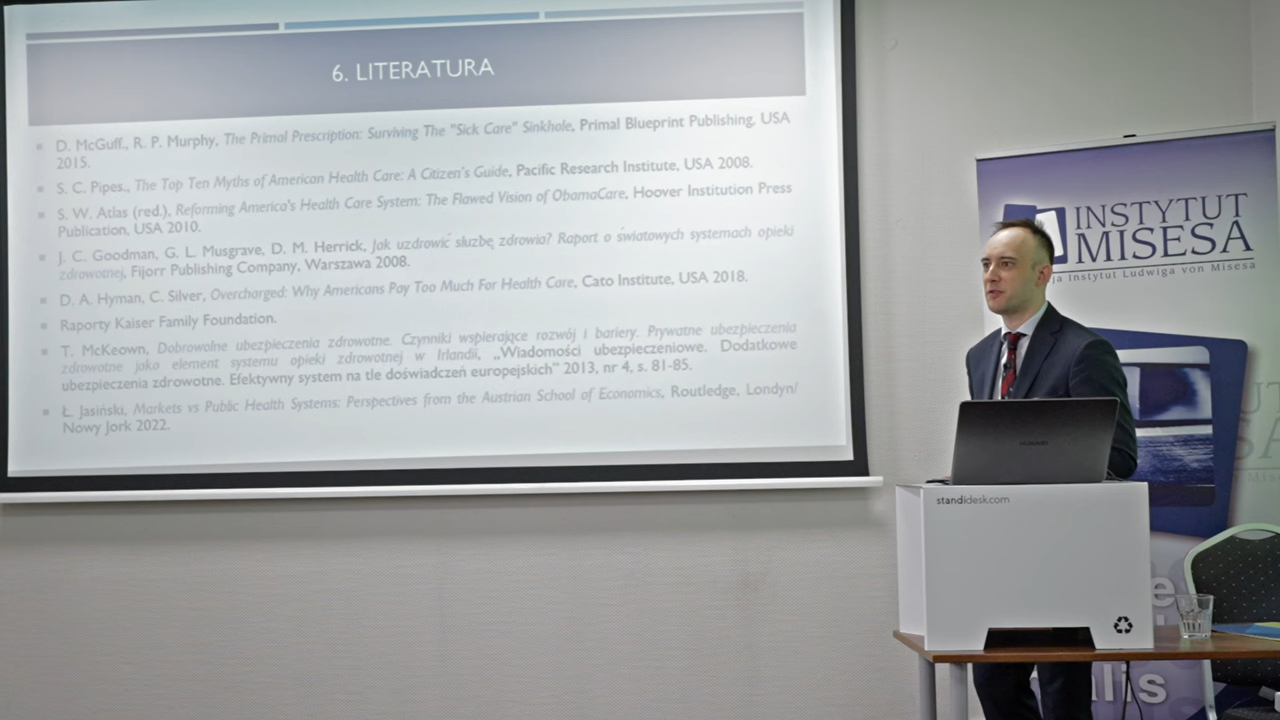 6. LITERATURA
D. McGuff., R. P. Murphy, The Primal Prescription: Surviving The "Sick Care" Sinkhole, Primal Blueprint Publishing, USA
2015.
S. C. Pipes., The Top Ten Myths of American Health Care: A Citizen's Guide, Pacific Research Institute, USA 2008.
S. W. Atlas (red.), Reforming America's Health Care System: The Flawed Vision of ObamaCare, Hoover Institution Press
Publication, USA 2010.
J. C. Goodman, G. L. Musgrave, D. M. Herrick, Jak uzdrowić służbę zdrowia? Raport o światowych systemach opieki
zdrowotnej, Fijorr Publishing Company, Warszawa 2008.
D. A. Hyman, C. Silver, Overcharged: Why Americans Pay Too Much For Health Care, Cato Institute, USA 2018.
Raporty Kaiser Family Foundation.
T. McKeown, Dobrowolne ubezpieczenia zdrowotne. Czynniki wspierające rozwój i bariery. Prywatne ubezpieczenia
zdrowotne jako element systemu opieki zdrowotnej w Irlandii, „Wiadomości ubezpieczeniowe. Dodatkowe
ubezpieczenia zdrowotne. Efektywny system na tle doświadczeń europejskich" 2013, nr 4, s. 81-85.
Ł. Jasiński, Markets vs Public Health Systems: Perspectives from the Austrian School of Economics, Routledge, Londyn/
Nowy Jork 2022.
INSTYTUT
MISESA
Instytut Ludwiga von Misesa
HUAWEI
standidesk.com